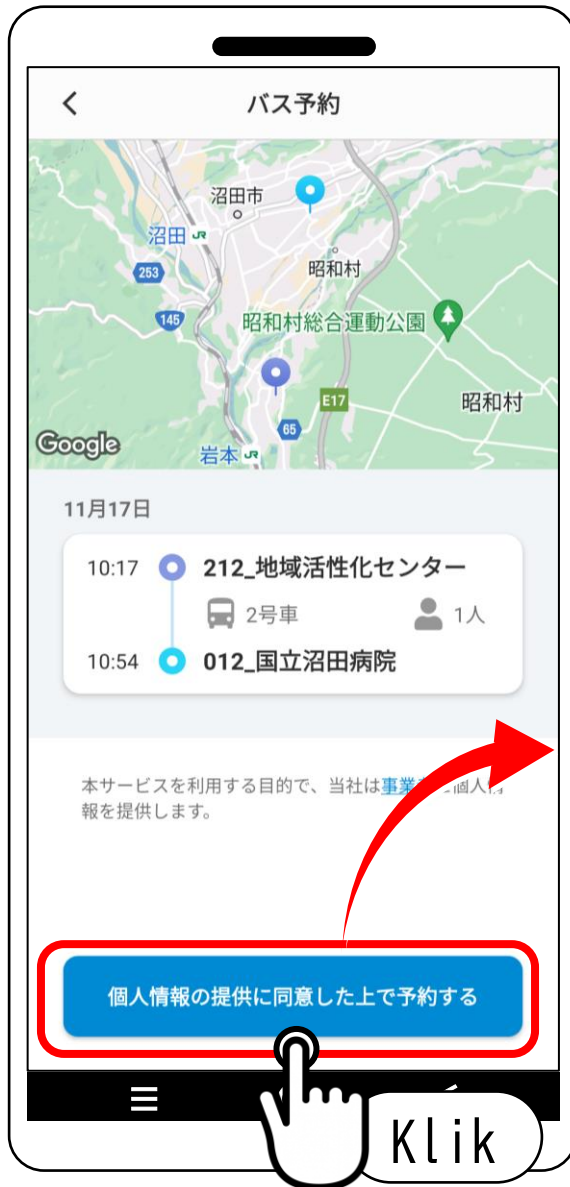 バス予約
沼田市
沼田 JR
253
昭和村
145
昭和村総合運動公園
E17
昭和村
65
Google
岩本 JR
11月17日
10:17 212_地域活性化センター
2号車 1人
10:54 012_国立沼田病院
本サービスを利用する目的で、当社は事業 個人情
報を提供します。
個人情報の提供に同意した上で予約する
Klik